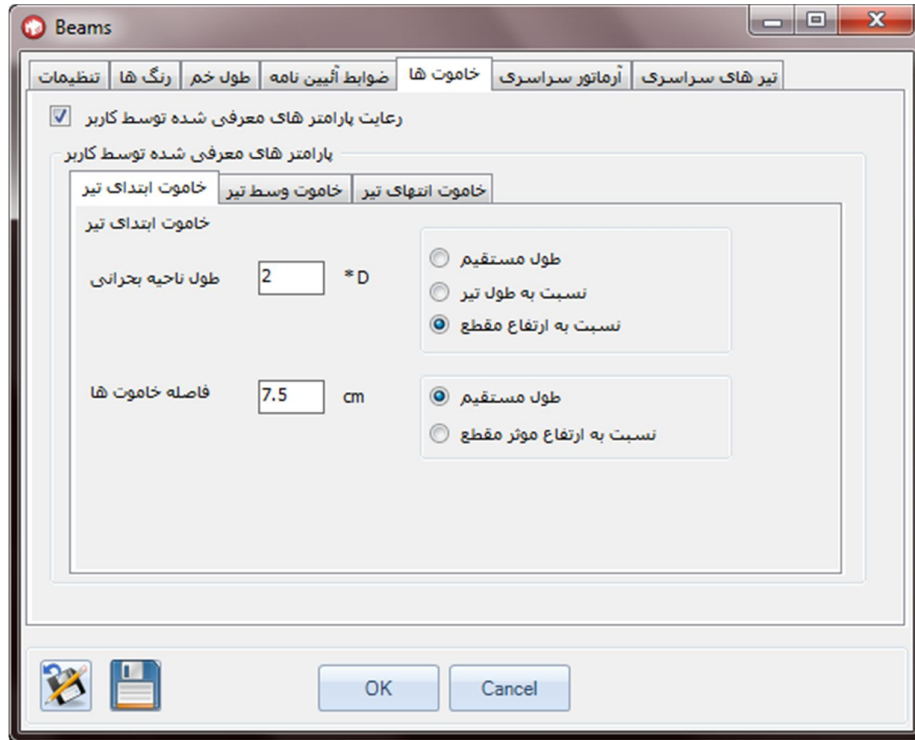 Beams
تیر های سراسری آرماتور سراسری خاموت ها ضوابط آئیین نامه طول خم رنگ ها تنظیمات
رعایت پارامتر های معرفی شده توسط کاربر
پارامتر های معرفی شده توسط کاربر
خاموت ابتدای تیر خاموت وسط تیر خاموت انتهای تیر
خاموت ابتدای تیر
طول مستقیم
طول ناحیه بحرانی 2 *D
نسبت به طول تیر
نسبت به ارتفاع مقطع
فاصله خاموت ها 7.5 cm
طول مستقیم
نسبت به ارتفاع موثر مقطع
OK Cancel